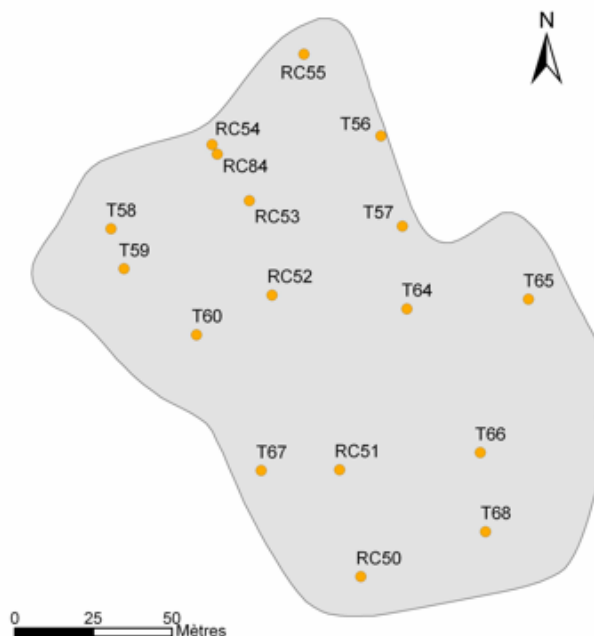 N
RC55
RC54
T56
RC84
T58
RC53
T57
T59
RC52
T64
T65
T60
T67
RC51
T66
T68
RC50
0 25 50
Mètres